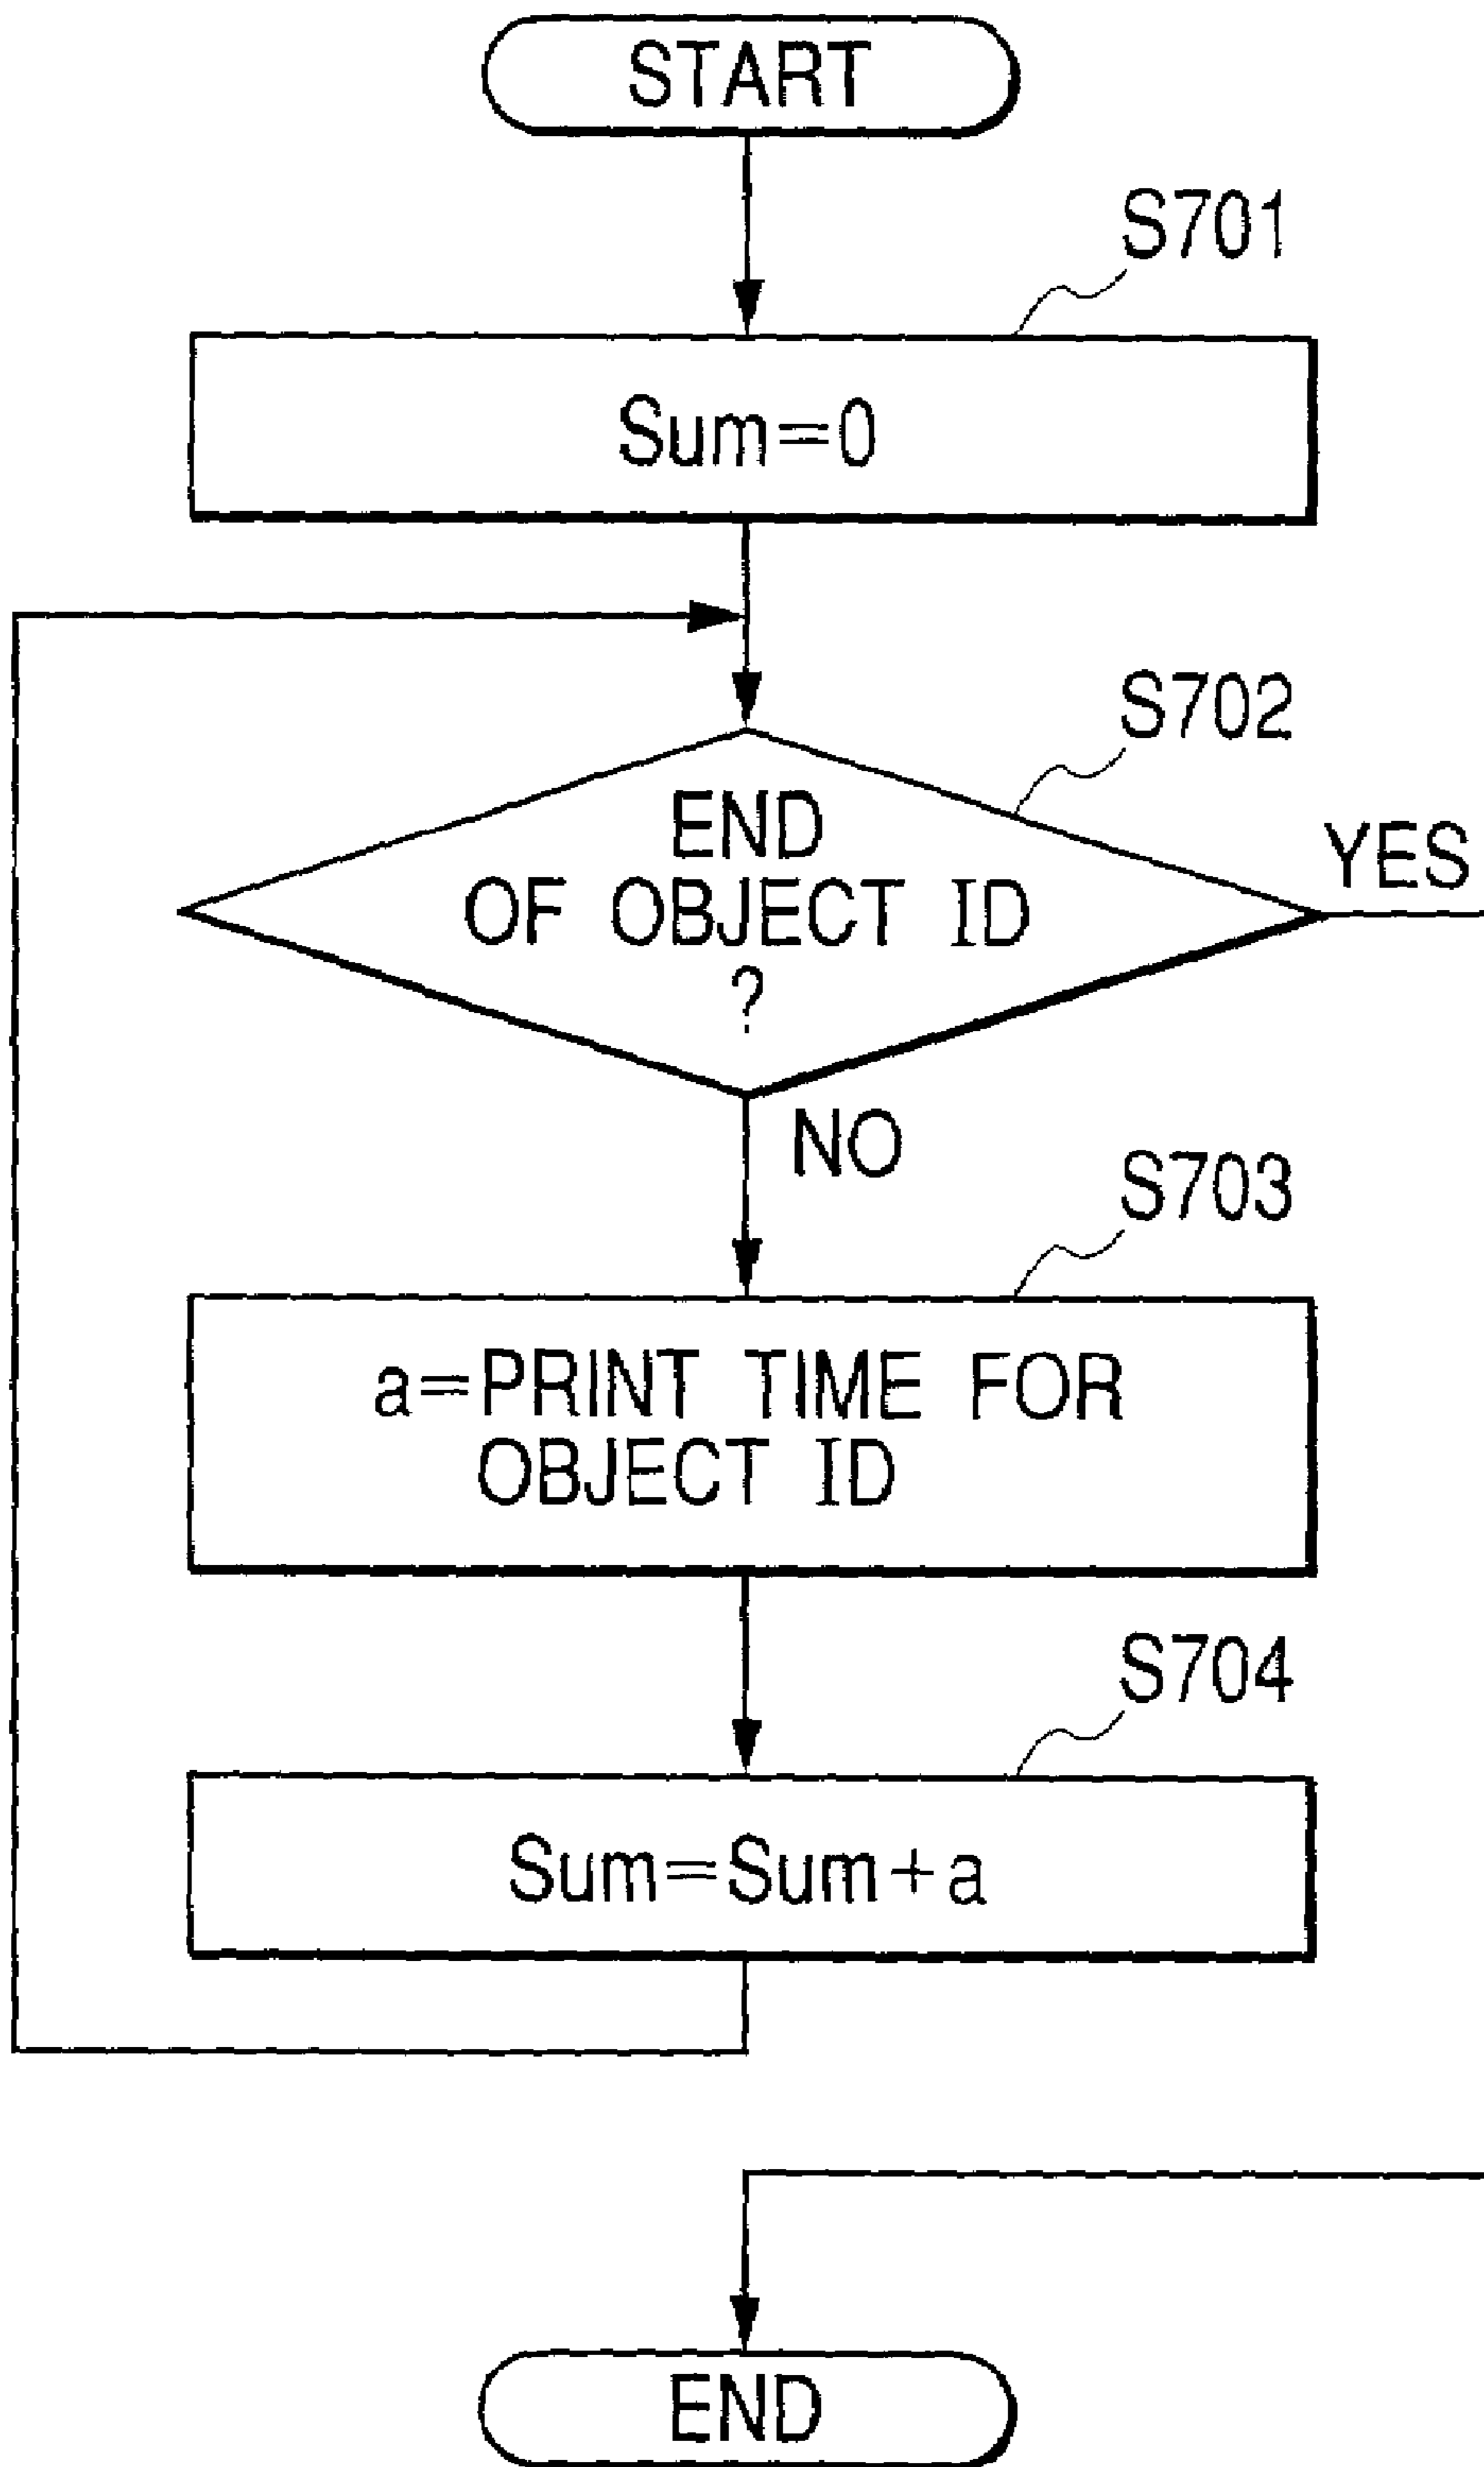 START
S701
Sum=0
S702
END
OF OBJECT ID
?
YES
NO
S703
a=PRINT TIME FOR
OBJECT ID
S704
Sum=Sum+a
END